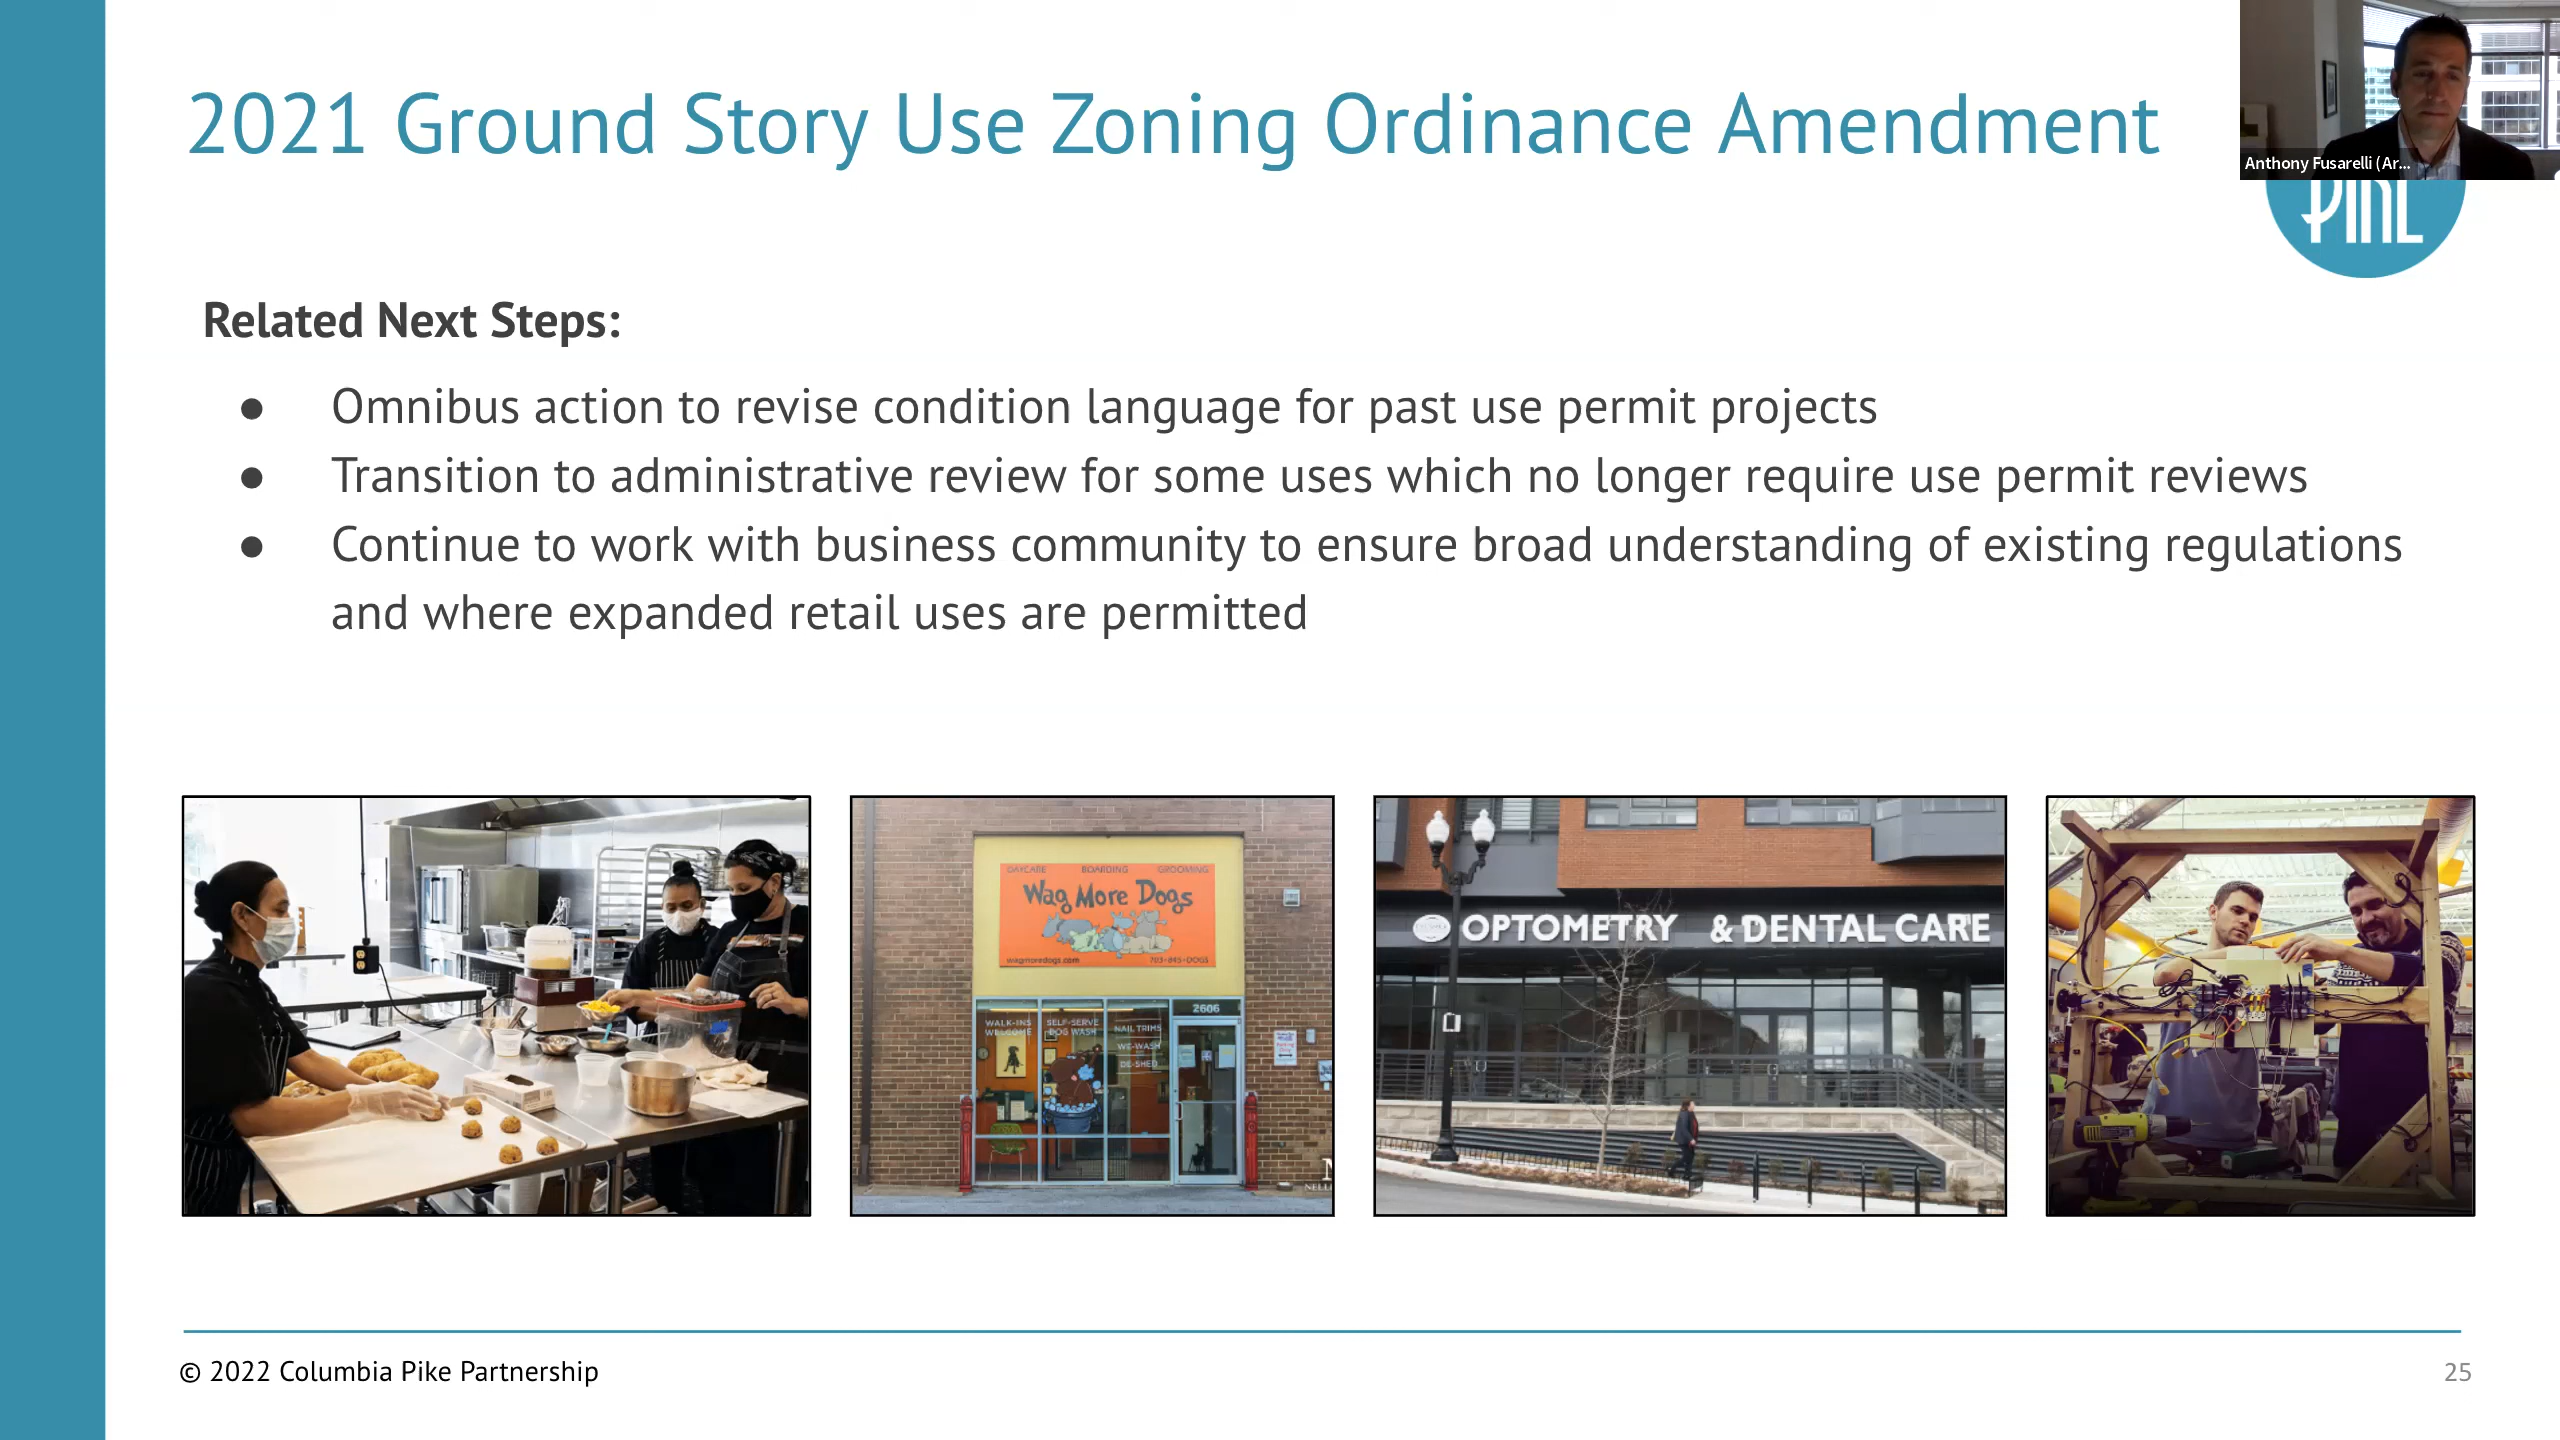 2021 Ground Story Use Zoning Ordinance Amendment
Anthony Fusarelli (Ar...
Related Next Steps:
● Omnibus action to revise condition language for past use permit projects
● Transition to administrative review for some uses which no longer require use permit reviews
● Continue to work with business community to ensure broad understanding of existing regulations
and where expanded retail uses are permitted
DAYCARE BOARDING GROOMING
Wag More Dogs
wagmoredogs.com 703-845-DOGS
2606
WALK-INS WELCOME
SELF-SERVE DOG WASH
NAIL TRIMS
WE-WASH
DE-SHED
OPTOMETRY & DENTAL CARE
© 2022 Columbia Pike Partnership
25